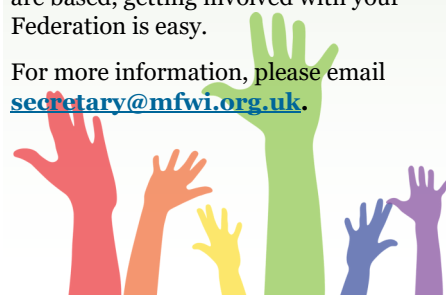 are based, getting involved with your
Federation is easy.
For more information, please email
secretary@mfwi.org.uk.